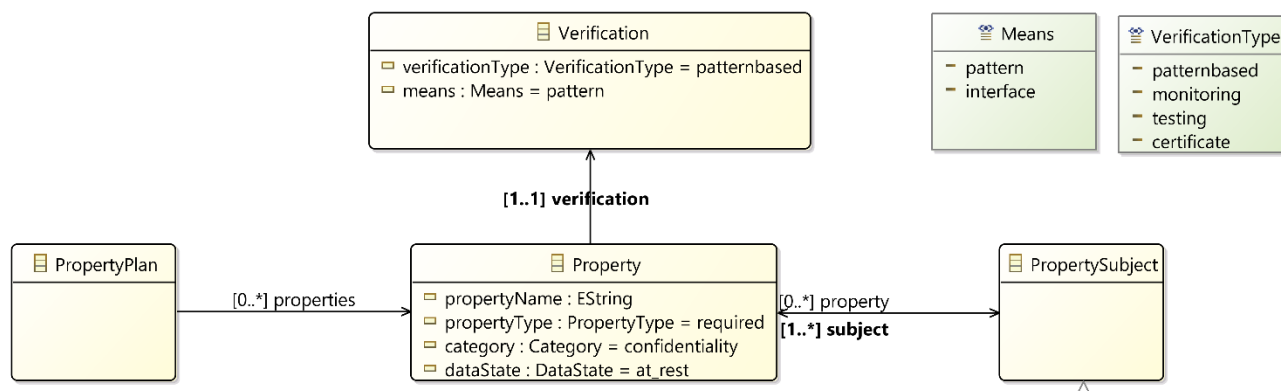 Verification
verificationType : VerificationType = patternbased
means : Means = pattern
Means
pattern
interface
VerificationType
patternbased
monitoring
testing
certificate
[1..1] verification
PropertyPlan
[0..*] properties
Property
propertyName : EString
propertyType : PropertyType = required
category : Category = confidentiality
dataState : DataState = at_rest
[0..*] property
[1..*] subject
PropertySubject